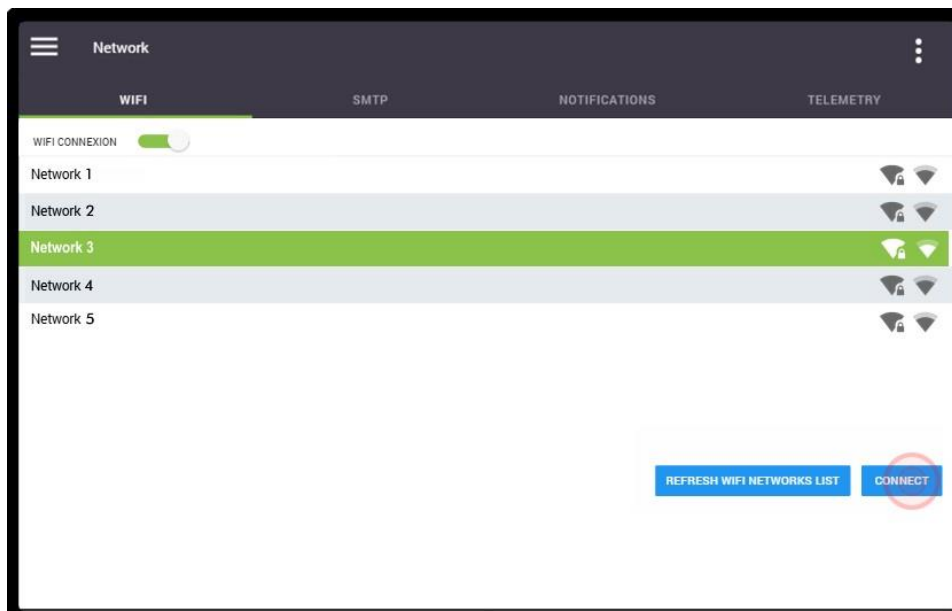 Network
WIFI SMTP NOTIFICATIONS TELEMETRY
WIFI CONNEXION
Network 1
Network 2
Network 3
Network 4
Network 5
REFRESH WIFI NETWORKS LIST CONNECT